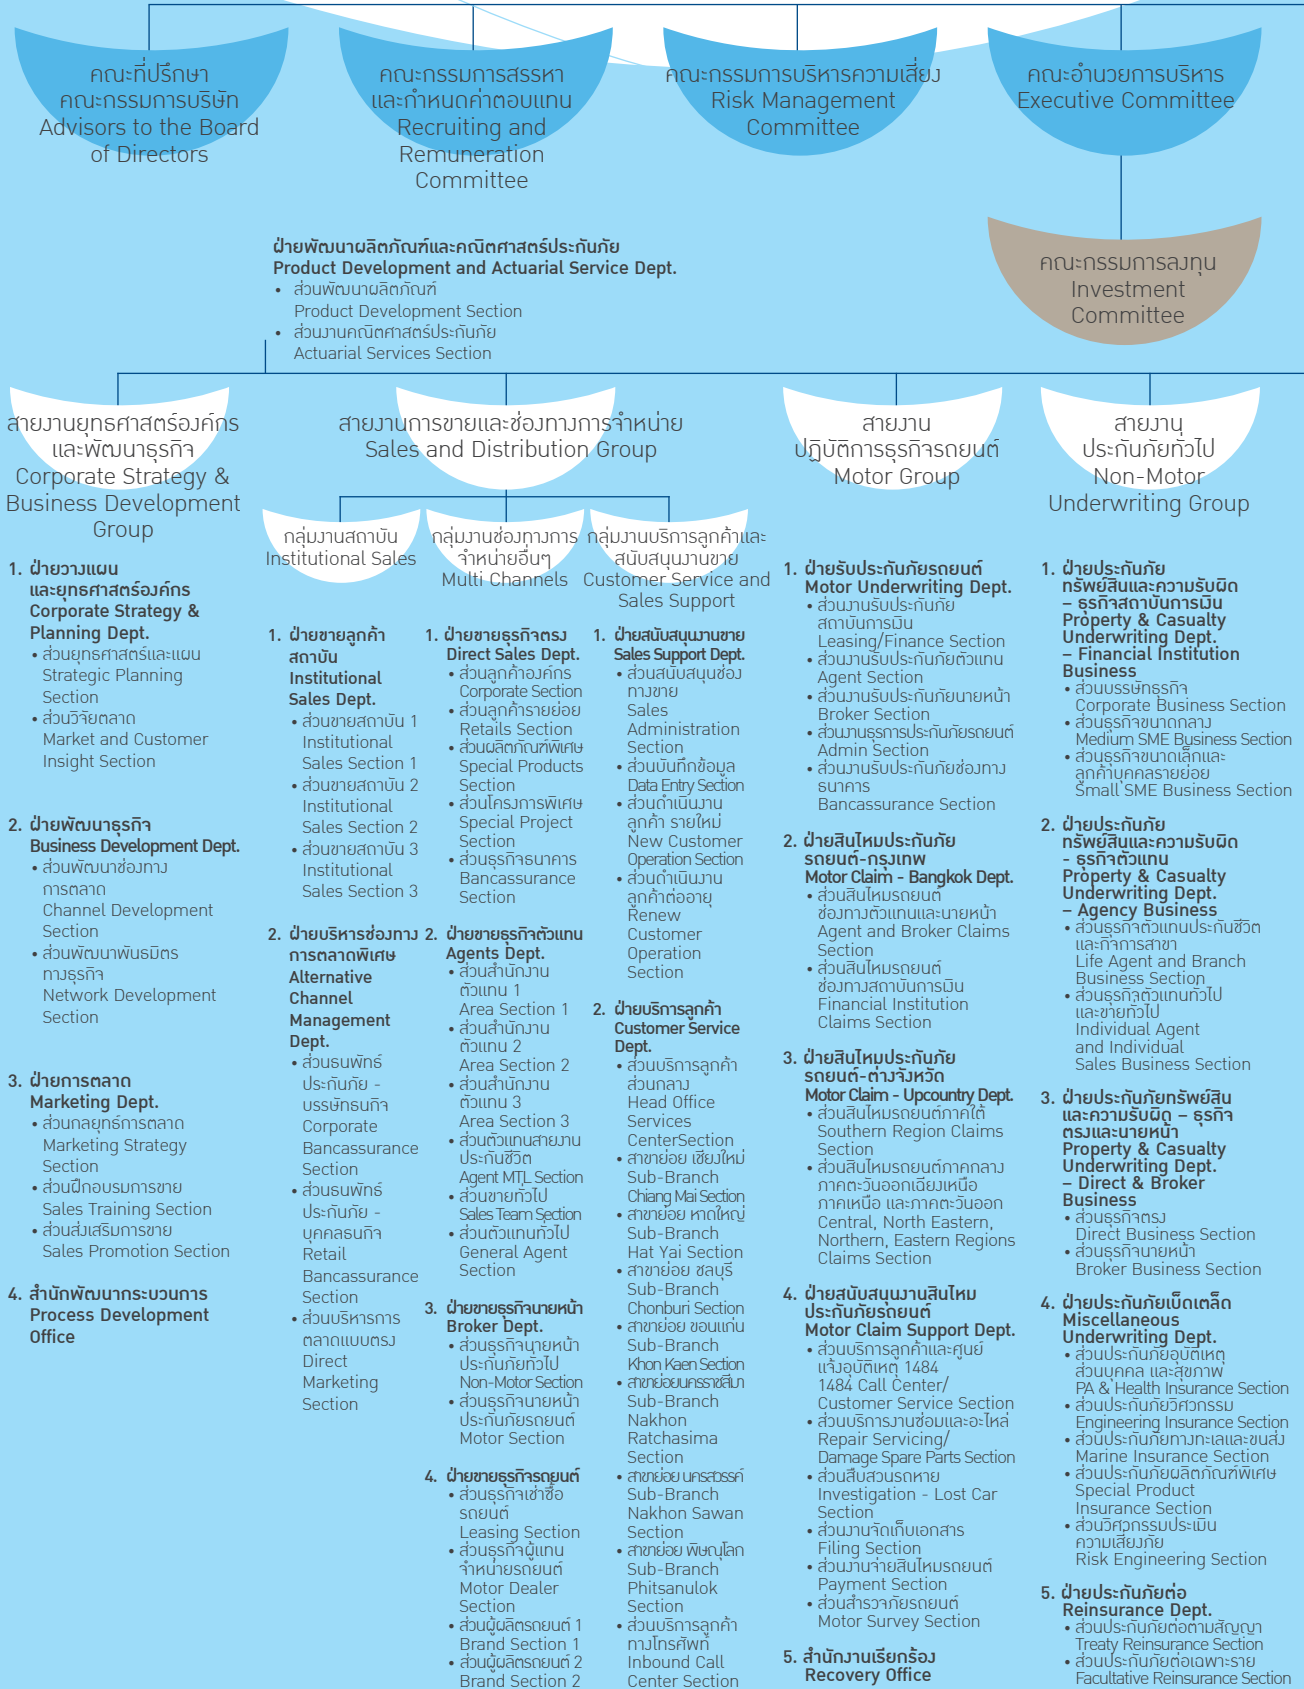 คณะที่ปรึกษา
คณะกรรมการบริษัท
Advisors to the Board
of Directors
คณะกรรมการสรรหา
และกำหนดค่าตอบแทน
Recruiting and
Remuneration
Committee
คณะกรรมการบริหารความเสี่ยง
Risk Management
Committee
คณะอำนวยการบริหาร
Executive Committee
คณะกรรมการลงทุน
Investment
Committee
ฝ่ายพัฒนาผลิตภัณฑ์และคณิตศาสตร์ประกันภัย
Product Development and Actuarial Service Dept.
• ส่วนพัฒนาผลิตภัณฑ์
Product Development Section
• ส่วนงานคณิตศาสตร์ประกันภัย
Actuarial Services Section
สายงานยุทธศาสตร์องค์กร
และพัฒนาธุรกิจ
Corporate Strategy &
Business Development
Group
1. ฝ่ายวางแผน
และยุทธศาสตร์องค์กร
Corporate Strategy &
Planning Dept.
• ส่วนยุทธศาสตร์และแผน
Strategic Planning
Section
• ส่วนวิจัยตลาด
Market and Customer
Insight Section
2. ฝ่ายพัฒนาธุรกิจ
Business Development Dept.
• ส่วนพัฒนาช่องทาง
การตลาด
Channel Development
Section
• ส่วนพัฒนาพันธมิตร
ทางธุรกิจ
Network Development
Section
3. ฝ่ายการตลาด
Marketing Dept.
• ส่วนกลยุทธ์การตลาด
Marketing Strategy
Section
• ส่วนฝึกอบรมการขาย
Sales Training Section
• ส่วนส่งเสริมการขาย
Sales Promotion Section
4. สำนักพัฒนากระบวนการ
Process Development
Office
สายงานการขายและช่องทางการจำหน่าย
Sales and Distribution Group
กลุ่มงานสถาบัน
Institutional Sales
1. ฝ่ายขายลูกค้า
สถาบัน
Institutional
Sales Dept.
• ส่วนขายสถาบัน 1
Institutional
Sales Section 1
• ส่วนขายสถาบัน 2
Institutional
Sales Section 2
• ส่วนขายสถาบัน 3
Institutional
Sales Section 3
2. ฝ่ายบริหารช่องทาง
การตลาดพิเศษ
Alternative
Channel
Management
Dept.
• ส่วนธนพัทธ์
ประกันภัย -
บรรษัทธนกิจ
Corporate
Bancassurance
Section
• ส่วนธนพัทธ์
ประกันภัย -
บุคคลธนกิจ
Retail
Bancassurance
Section
• ส่วนบริหารการ
ตลาดแบบตรง
Direct
Marketing
Section
กลุ่มงานช่องทางการ
จำหน่ายอื่นๆ
Multi Channels
1. ฝ่ายขายธุรกิจตรง
Direct Sales Dept.
• ส่วนลูกค้าองค์กร
Corporate Section
• ส่วนลูกค้ารายย่อย
Retails Section
• ส่วนผลิตภัณฑ์พิเศษ
Special Products
Section
• ส่วนโครงการพิเศษ
Special Project
Section
• ส่วนธุรกิจธนาคาร
Bancassurance
Section
2. ฝ่ายขายธุรกิจตัวแทน
Agents Dept.
• ส่วนสำนักงาน
ตัวแทน 1
Area Section 1
• ส่วนสำนักงาน
ตัวแทน 2
Area Section 2
• ส่วนสำนักงาน
ตัวแทน 3
Area Section 3
• ส่วนตัวแทนสายงาน
ประกันชีวิต
Agent MTL Section
• ส่วนขายทั่วไป
Sales Team Section
• ส่วนตัวแทนทั่วไป
General Agent
Section
3. ฝ่ายขายธุรกิจนายหน้า
Broker Dept.
• ส่วนธุรกิจนายหน้า
ประกันภัยทั่วไป
Non-Motor Section
• ส่วนธุรกิจนายหน้า
ประกันภัยรถยนต์
Motor Section
4. ฝ่ายขายธุรกิจรถยนต์
• ส่วนธุรกิจเช่าซื้อ
รถยนต์
Leasing Section
• ส่วนธุรกิจผู้แทน
จำหน่ายรถยนต์
Motor Dealer
Section
• ส่วนผู้ผลิตรถยนต์ 1
Brand Section 1
• ส่วนผู้ผลิตรถยนต์ 2
Brand Section 2
กลุ่มงานบริการลูกค้าและ
สนับสนุนงานขาย
Customer Service and
Sales Support
1. ฝ่ายสนับสนุนงานขาย
Sales Support Dept.
• ส่วนสนับสนุนช่อง
ทางขาย
Sales
Administration
Section
• ส่วนบันทึกข้อมูล
Data Entry Section
• ส่วนดำเนินงาน
ลูกค้า รายใหม่
New Customer
Operation Section
• ส่วนดำเนินงาน
ลูกค้าต่ออายุ
Renew
Customer
Operation
Section
2. ฝ่ายบริการลูกค้า
Customer Service
Dept.
• ส่วนบริการลูกค้า
ส่วนกลาง
Head Office
Services
CenterSection
• สาขาย่อย เชียงใหม่
Sub-Branch
Chiang Mai Section
• สาขาย่อย หาดใหญ่
Sub-Branch
Hat Yai Section
• สาขาย่อย ชลบุรี
Sub-Branch
Chonburi Section
• สาขาย่อย ขอนแก่น
Sub-Branch
Khon Kaen Section
• สาขาย่อยนครราชสีมา
Sub-Branch
Nakhon
Ratchasima
Section
• สาขาย่อย นครสวรรค์
Sub-Branch
Nakhon Sawan
Section
• สาขาย่อย พิษณุโลก
Sub-Branch
Phitsanulok
Section
• ส่วนบริการลูกค้า
ทางโทรศัพท์
Inbound Call
Center Section
สายงาน
ปฏิบัติการธุรกิจรถยนต์
Motor Group
1. ฝ่ายรับประกันภัยรถยนต์
Motor Underwriting Dept.
• ส่วนงานรับประกันภัย
สถาบันการเงิน
Leasing/Finance Section
• ส่วนงานรับประกันภัยตัวแทน
Agent Section
• ส่วนงานรับประกันภัยนายหน้า
Broker Section
• ส่วนงานธุรการประกันภัยรถยนต์
Admin Section
• ส่วนงานรับประกันภัยช่องทาง
ธนาคาร
Bancassurance Section
2. ฝ่ายสินไหมประกันภัย
รถยนต์-กรุงเทพ
Motor Claim - Bangkok Dept.
• ส่วนสินไหมรถยนต์
ช่องทางตัวแทนและนายหน้า
Agent and Broker Claims
Section
• ส่วนสินไหมรถยนต์
ช่องทางสถาบันการเงิน
Financial Institution
Claims Section
3. ฝ่ายสินไหมประกันภัย
รถยนต์-ต่างจังหวัด
Motor Claim - Upcountry Dept.
• ส่วนสินไหมรถยนต์ภาคใต้
Southern Region Claims
Section
• ส่วนสินไหมรถยนต์ภาคกลาง
ภาคตะวันออกเฉียงเหนือ
ภาคเหนือ และภาคตะวันออก
Central, North Eastern,
Northern, Eastern Regions
Claims Section
4. ฝ่ายสนับสนุนงานสินไหม
ประกันภัยรถยนต์
Motor Claim Support Dept.
• ส่วนบริการลูกค้าและศูนย์
แจ้งอุบัติเหตุ 1484
1484 Call Center/
Customer Service Section
• ส่วนบริการงานซ่อมและอะไหล่
Repair Servicing/
Damage Spare Parts Section
• ส่วนสืบสวนรถหาย
Investigation - Lost Car
Section
• ส่วนงานจัดเก็บเอกสาร
Filing Section
• ส่วนงานจ่ายสินไหมรถยนต์
Payment Section
• ส่วนสำรวจภัยรถยนต์
Motor Survey Section
5. สำนักงานเรียกร้อง
Recovery Office
สายงาน
ประกันภัยทั่วไป
Non-Motor
Underwriting Group
1. ฝ่ายประกันภัย
ทรัพย์สินและความรับผิด
– ธุรกิจสถาบันการเงิน
Property & Casualty
Underwriting Dept.
– Financial Institution
Business
• ส่วนบรรษัทธุรกิจ
Corporate Business Section
• ส่วนธุรกิจขนาดกลาง
Medium SME Business Section
• ส่วนธุรกิจขนาดเล็กและ
ลูกค้าบุคคลรายย่อย
Small SME Business Section
2. ฝ่ายประกันภัย
ทรัพย์สินและความรับผิด
- ธุรกิจตัวแทน
Property & Casualty
Underwriting Dept.
– Agency Business
• ส่วนธุรกิจตัวแทนประกันชีวิต
และกิจการสาขา
Life Agent and Branch
Business Section
• ส่วนธุรกิจตัวแทนทั่วไป
และขายทั่วไป
Individual Agent
and Individual
Sales Business Section
3. ฝ่ายประกันภัยทรัพย์สิน
และความรับผิด – ธุรกิจ
ตรงและนายหน้า
Property & Casualty
Underwriting Dept.
– Direct & Broker
Business
• ส่วนธุรกิจตรง
Direct Business Section
• ส่วนธุรกิจนายหน้า
Broker Business Section
4. ฝ่ายประกันภัยเบ็ดเตล็ด
Miscellaneous
Underwriting Dept.
• ส่วนประกันภัยอุบัติเหตุ
ส่วนบุคคล และสุขภาพ
PA & Health Insurance Section
• ส่วนประกันภัยวิศวกรรม
Engineering Insurance Section
• ส่วนประกันภัยทางทะเลและขนส่ง
Marine Insurance Section
• ส่วนประกันภัยผลิตภัณฑ์พิเศษ
Special Product
Insurance Section
• ส่วนวิศวกรรมประเมิน
ความเสี่ยงภัย
Risk Engineering Section
5. ฝ่ายประกันภัยต่อ
Reinsurance Dept.
• ส่วนประกันภัยต่อตามสัญญา
Treaty Reinsurance Section
• ส่วนประกันภัยต่อเฉพาะราย
Facultative Reinsurance Section